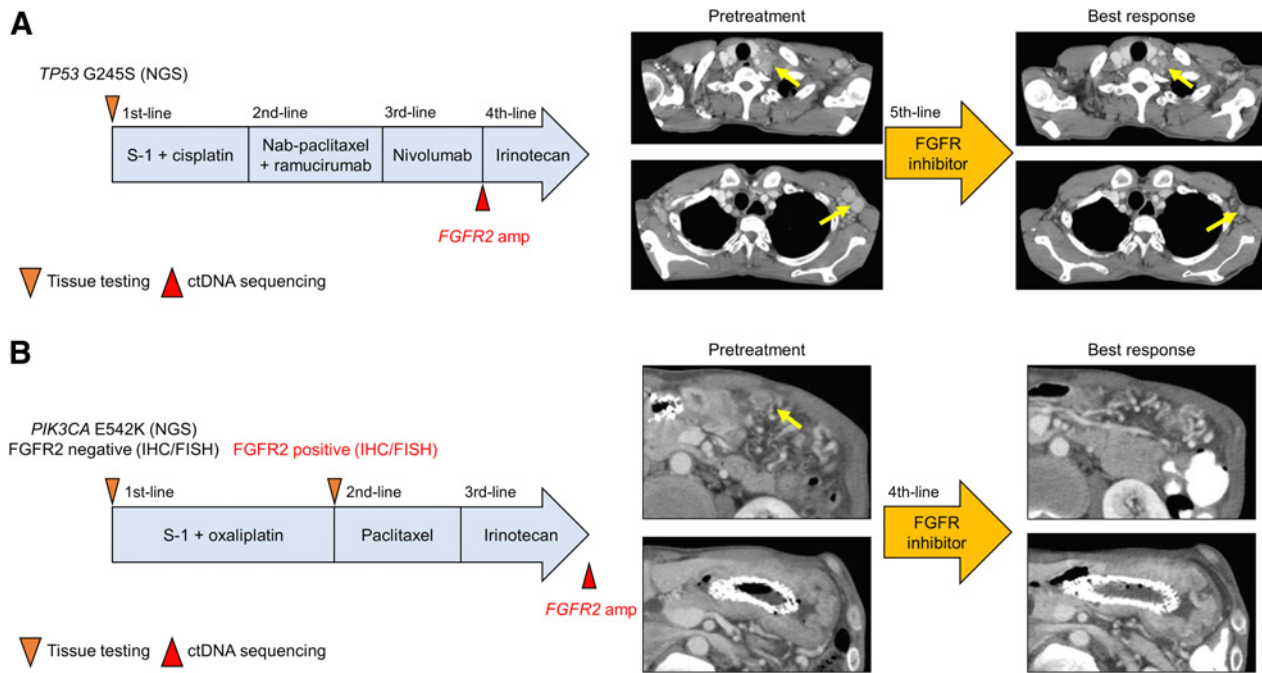 A
Pretreatment
Best response
TP53 G245S (NGS)
1st-line
2nd-line
3rd-line
4th-line
5th-line
S-1 + cisplatin
Nab-paclitaxel
+ ramucirumab
Nivolumab
Irinotecan
FGFR
inhibitor
FGFR2 amp
Tissue testing
ctDNA sequencing
B
Pretreatment
Best response
PIK3CA E542K (NGS)
FGFR2 negative (IHC/FISH)
FGFR2 positive (IHC/FISH)
1st-line
2nd-line
3rd-line
4th-line
S-1 + oxaliplatin
Paclitaxel
Irinotecan
FGFR
inhibitor
FGFR2 amp
Tissue testing
ctDNA sequencing